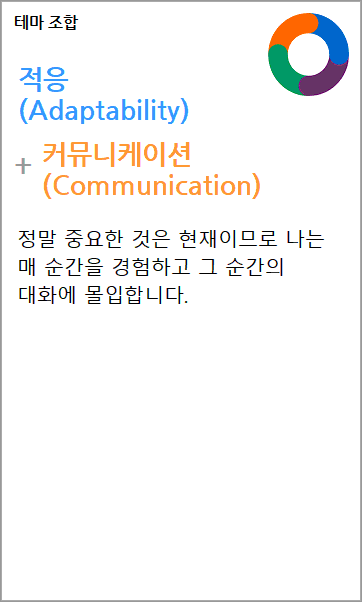 테마 조합
적응
(Adaptability)
+ 커뮤니케이션
(Communication)
정말 중요한 것은 현재이므로 나는
매 순간을 경험하고 그 순간의
대화에 몰입합니다.